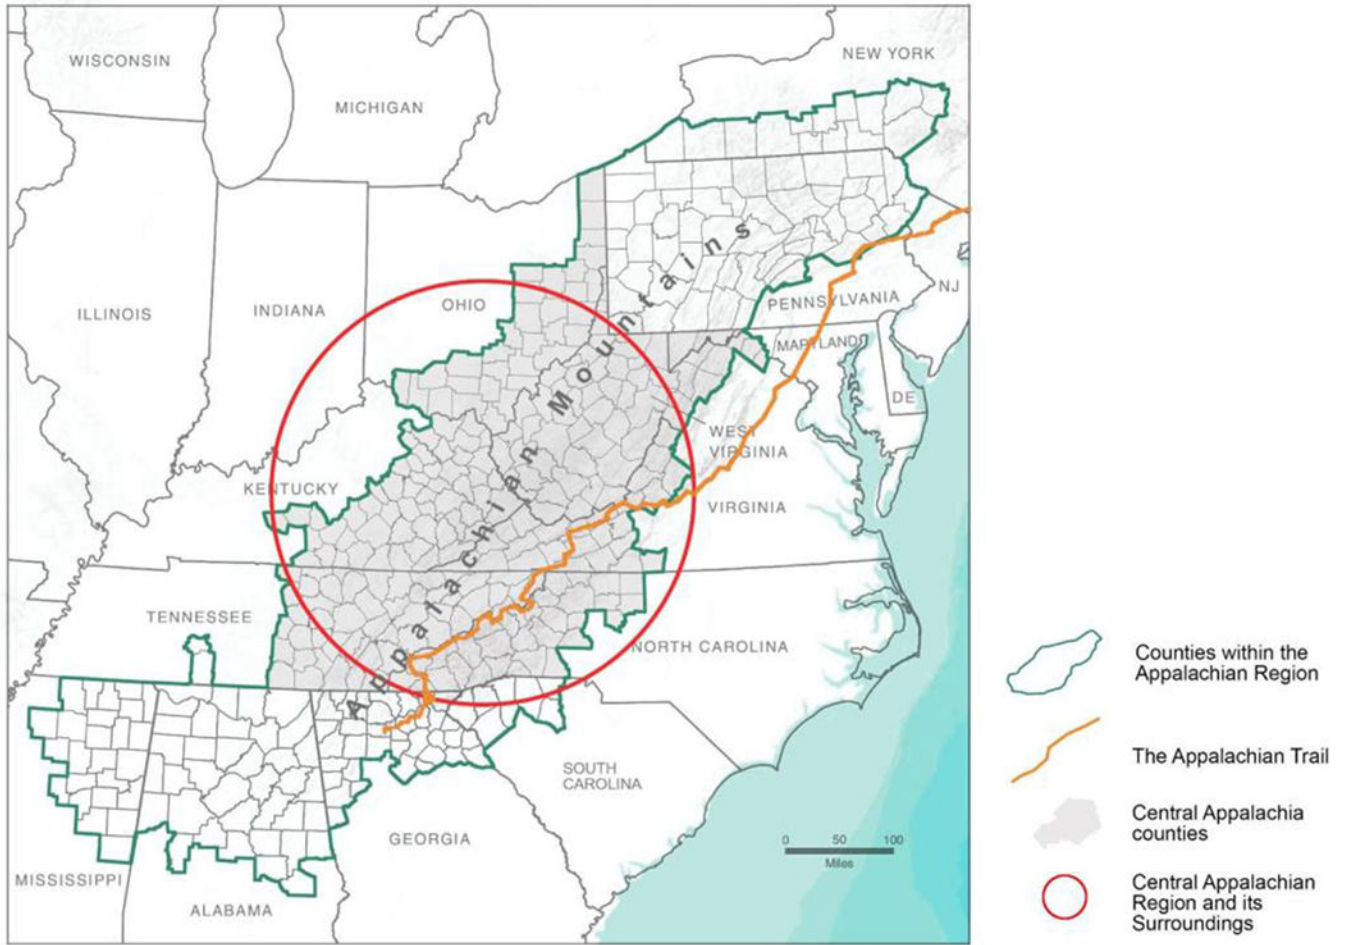 WISCONSIN
MICHIGAN
NEW YORK
ILLINOIS
INDIANA
OHIO
PENNSYLVANIA
NJ
MARYLAND
DE
WEST
VIRGINIA
KENTUCKY
VIRGINIA
Appalachian Mountains
TENNESSEE
NORTH CAROLINA
SOUTH
CAROLINA
GEORGIA
MISSISSIPPI
ALABAMA
0 50 100
Miles
Counties within the
Appalachian Region
The Appalachian Trail
Central Appalachia
counties
Central Appalachian
Region and its
Surroundings